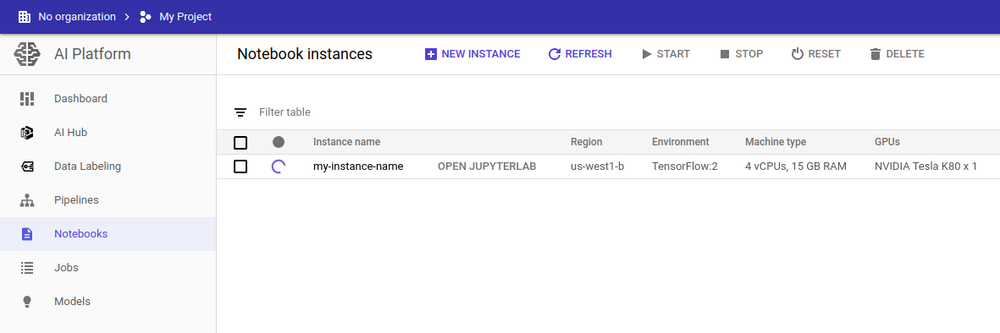 No organization > My Project
AI Platform
Notebook instances NEW INSTANCE REFRESH START STOP RESET DELETE
Dashboard
AI Hub
Data Labeling
Pipelines
Notebooks
Jobs
Models
Filter table
Instance name Region Environment Machine type GPUs
my-instance-name OPEN JUPYTERLAB us-west1-b TensorFlow:2 4 vCPUs, 15 GB RAM NVIDIA Tesla K80 x 1